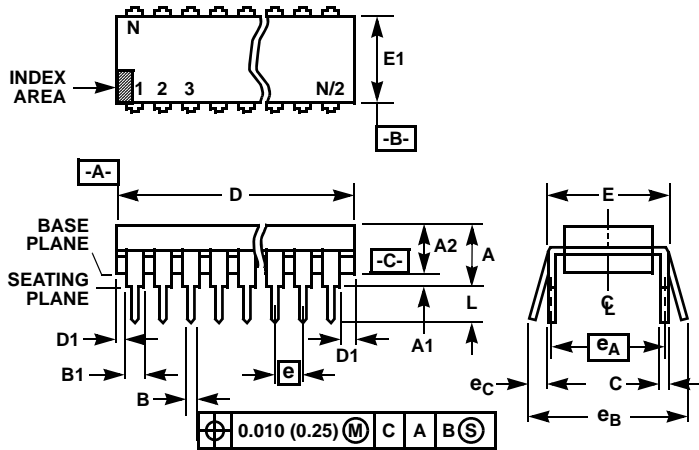 N
E1
INDEX
AREA
1 2 3 N/2
-B-
-A-
D
E
BASE
PLANE
A2
A
-C-
SEATING
PLANE
L
C
L
D1
A1
D1
e
eA
B1
eC
C
B
eB
0.010 (0.25) M C A B S